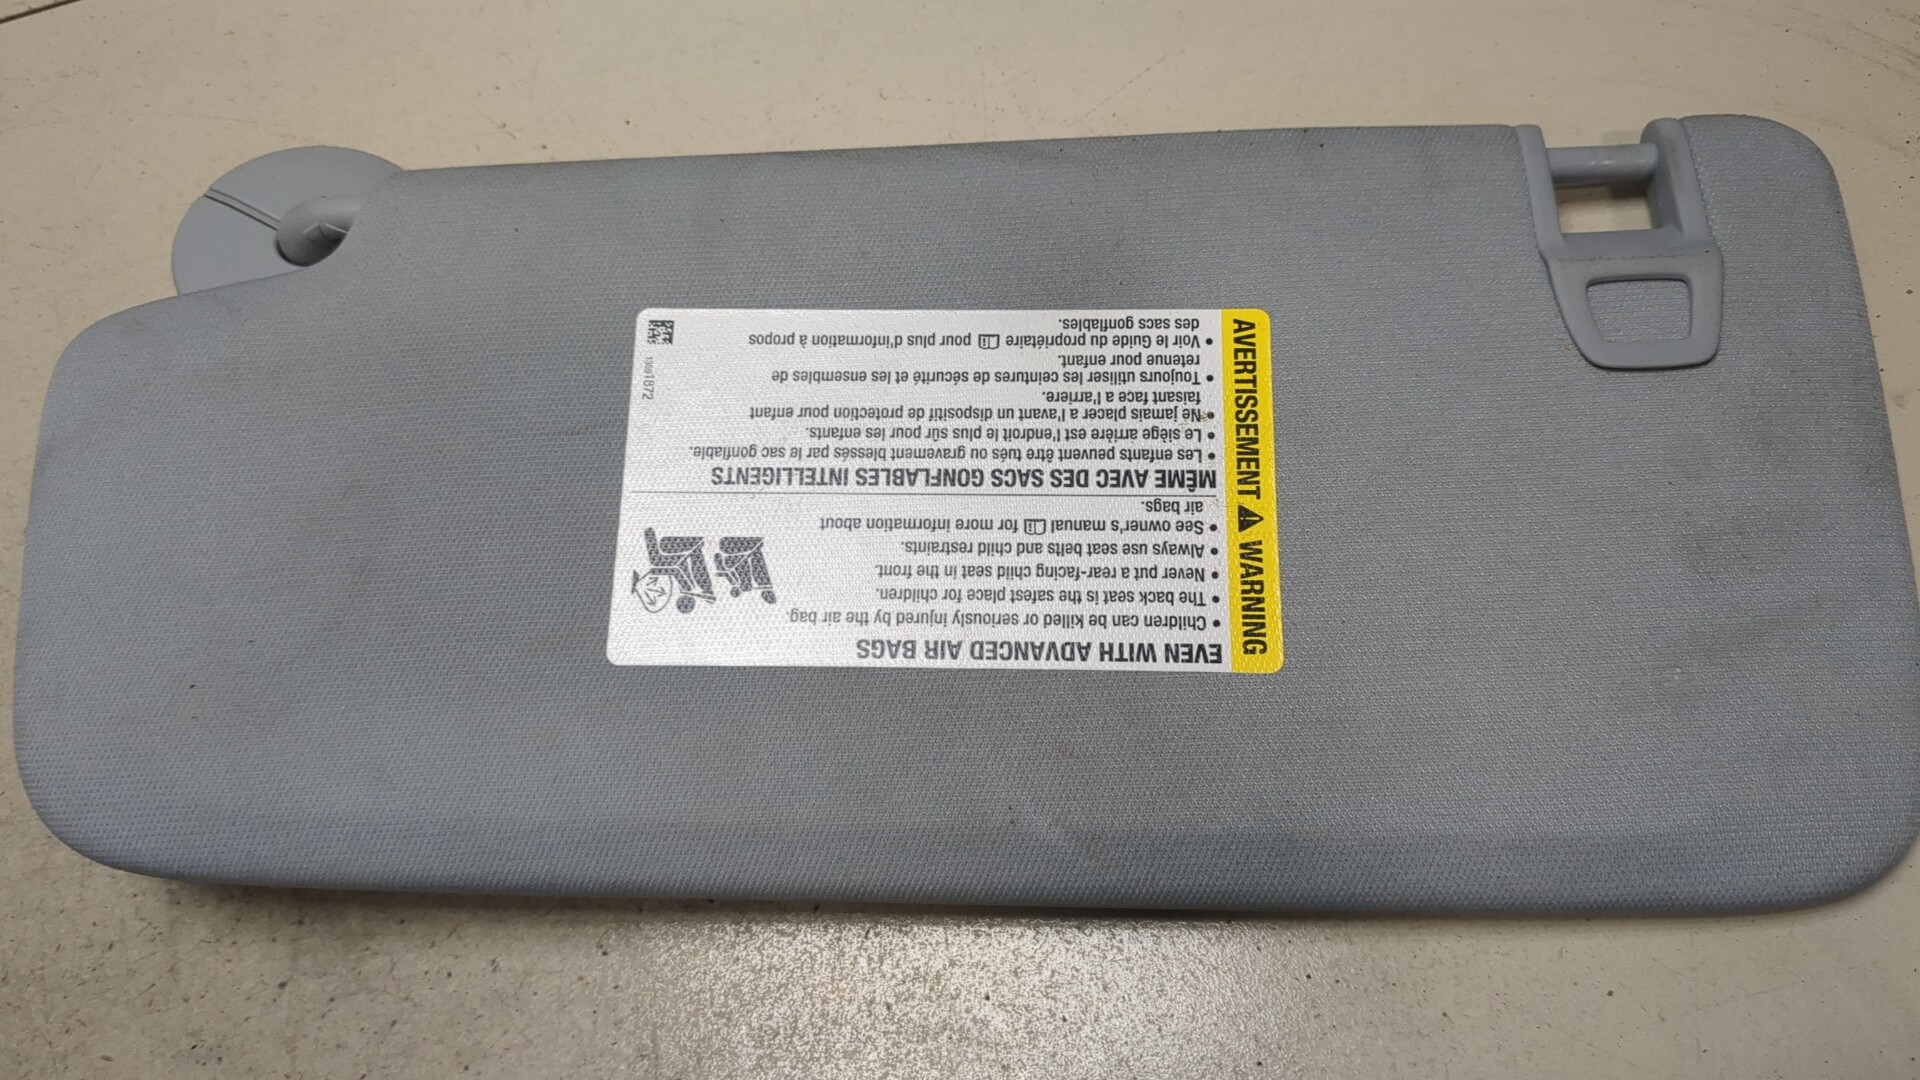 WARNING AVERTISSEMENT
EVEN WITH ADVANCED AIR BAGS
• Children can be killed or seriously injured by the air bag.
• The back seat is the safest place for children.
• Never put a rear-facing child seat in the front.
• Always use seat belts and child restraints.
• See owner's manual for more information about
air bags.
MÊME AVEC DES SACS GONFLABLES INTELLIGENTS
• Les enfants peuvent être tués ou gravement blessés par le sac gonflable.
• Le siège arrière est l'endroit le plus sûr pour les enfants.
• Ne jamais placer a l'avant un dispositif de protection pour enfant
faisant face a l'arriere.
• Toujours utiliser les ceintures de sécurité et les ensembles de
retenue pour enfant.
• Voir le Guide du propriétaire pour plus d'information à propos
des sacs gonflables.